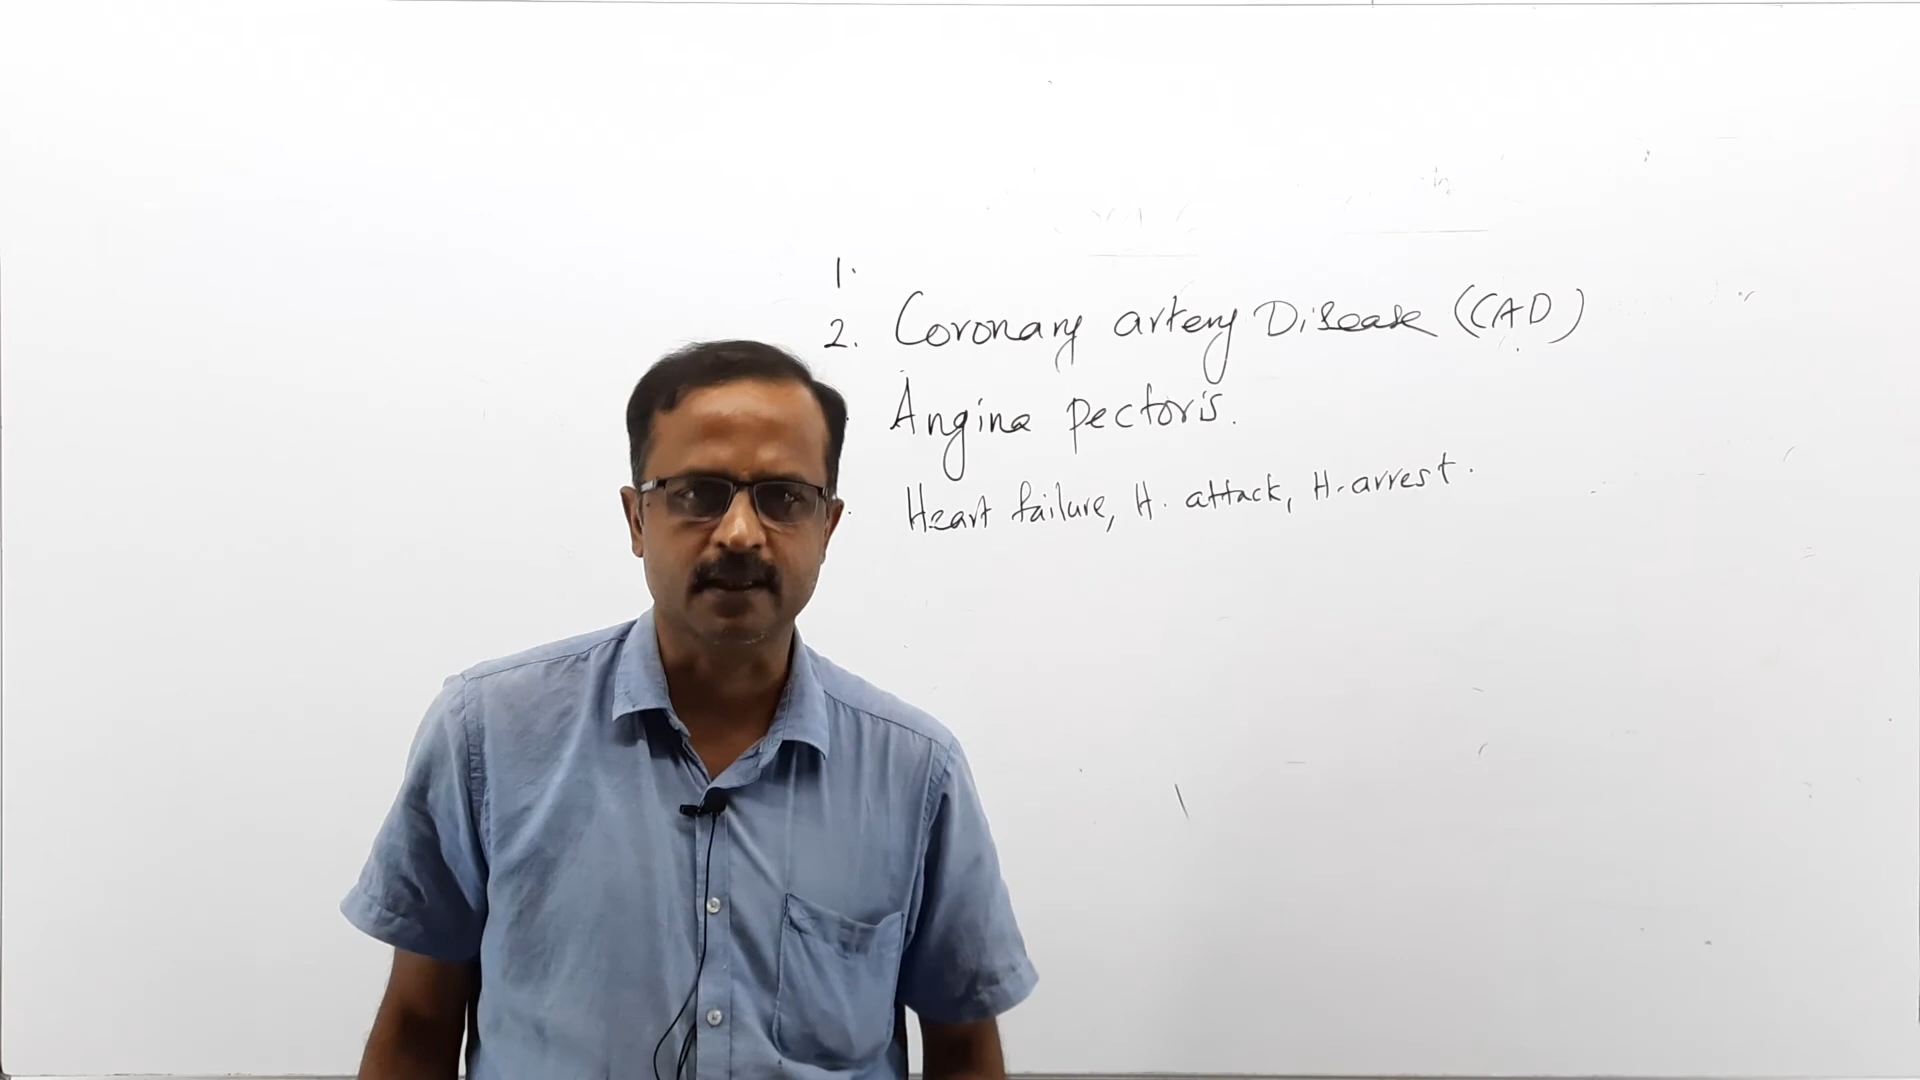 1.
2. Coronary artery Disease (CAD)
Angina pectoris.
Heart failure, H. attack, H. arrest.